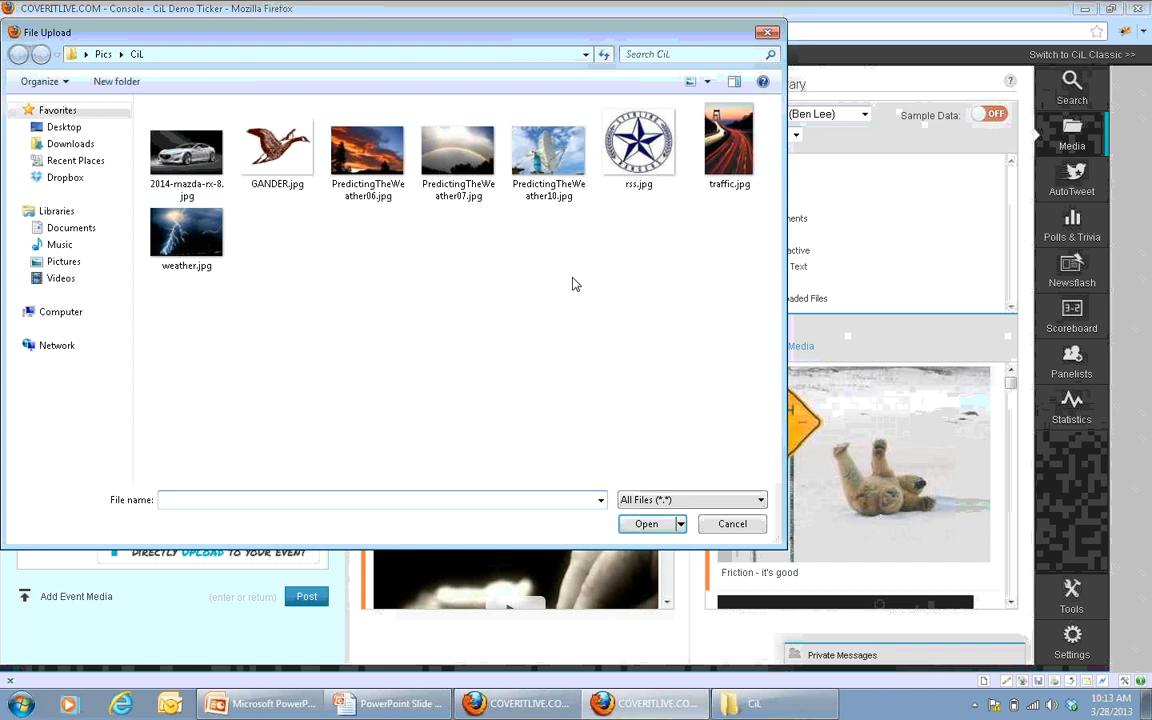 COVERITLIVE.COM - Console - CiL Demo Ticker - Mozilla Firefox
File Upload
Pics CiL
Search CiL
Switch to CiL Classic >>
Organize
New folder
Favorites
Desktop
Downloads
Recent Places
Dropbox
Libraries
Documents
Music
Pictures
Videos
Computer
Network
2014-mazda-rx-8.
jpg
GANDER.jpg
PredictingTheWe
ather06.jpg
PredictingTheWe
ather07.jpg
PredictingTheWe
ather10.jpg
rss.jpg
traffic.jpg
weather.jpg
File name:
All Files (*.*)
Open
Cancel
rary
(Ben Lee)
Sample Data:
OFF
ments
active
Text
oaded Files
Media
Friction - it's good
Search
Media
AutoTweet
Polls & Trivia
Newsflash
3-2
Scoreboard
Panelists
Statistics
Tools
Settings
DIRECTLY UPLOAD TO YOUR EVENT
Add Event Media
(enter or return)
Post
Private Messages
Microsoft PowerP...
PowerPoint Slide ...
COVERITLIVE.CO...
COVERITLIVE.CO...
CiL
10:13 AM
3/28/2013